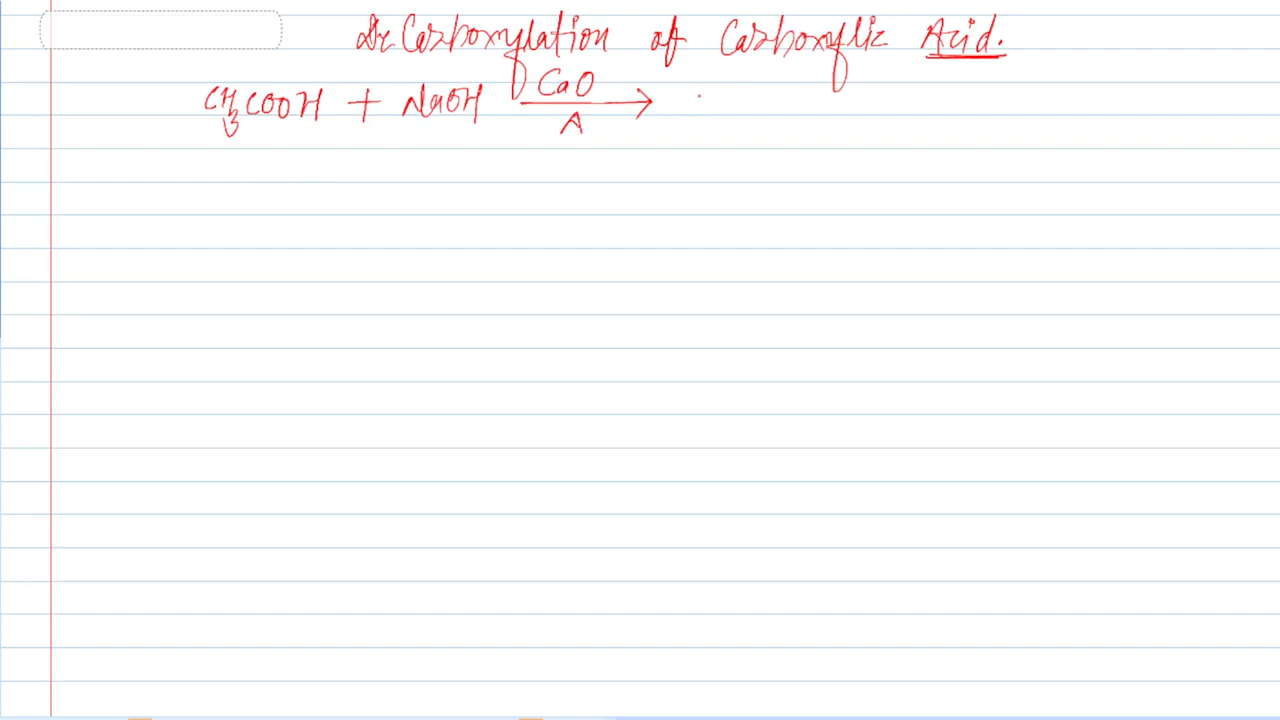 DeCarboxylation of Carboxylic Acid.
CH₃COOH + NaOH CaO/Δ →